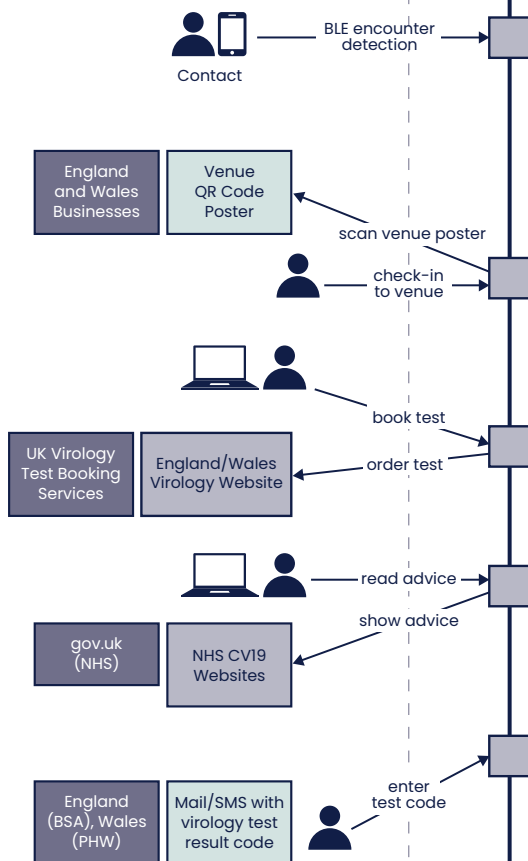 BLE encounter
detection
Contact
England
and Wales
Businesses
Venue
QR Code
Poster
scan venue poster
check-in
to venue
book test
UK Virology
Test Booking
Services
England/Wales
Virology Website
order test
read advice
show advice
gov.uk
(NHS)
NHS CV19
Websites
enter
test code
England
(BSA), Wales
(PHW)
Mail/SMS with
virology test
result code